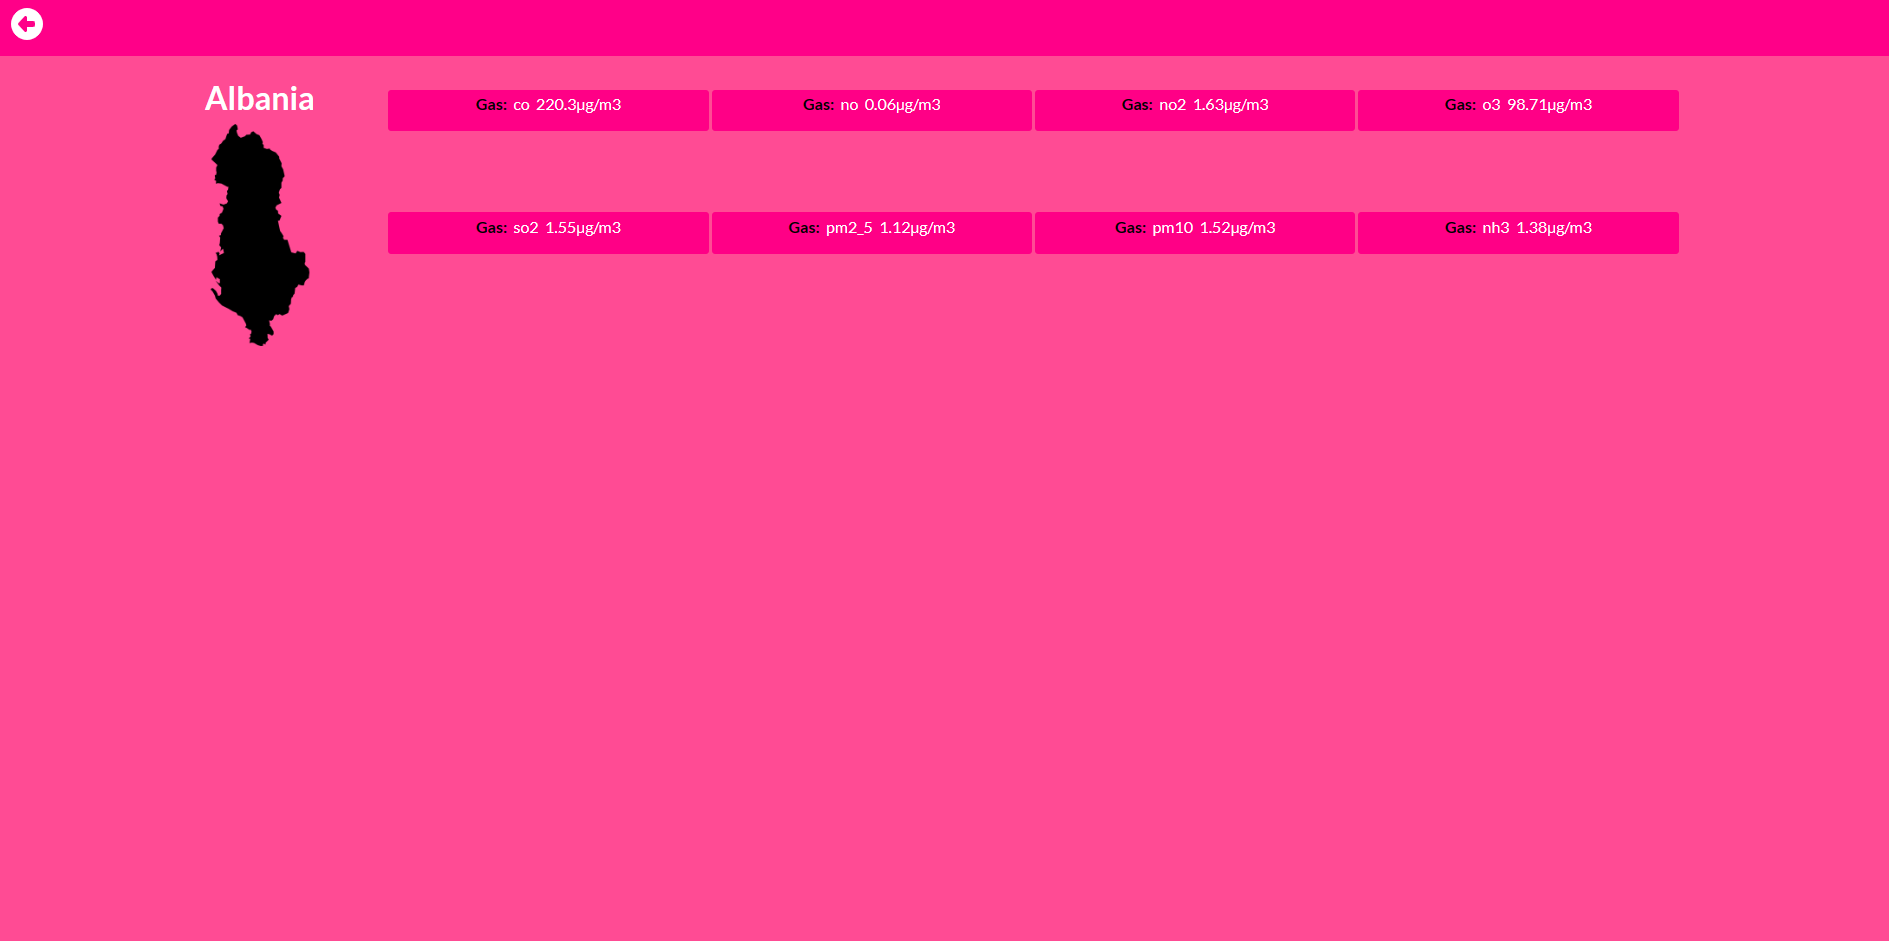 Albania
Gas: co 220.3µg/m3
Gas: no 0.06µg/m3
Gas: no2 1.63µg/m3
Gas: o3 98.71µg/m3
Gas: so2 1.55µg/m3
Gas: pm2_5 1.12µg/m3
Gas: pm10 1.52µg/m3
Gas: nh3 1.38µg/m3